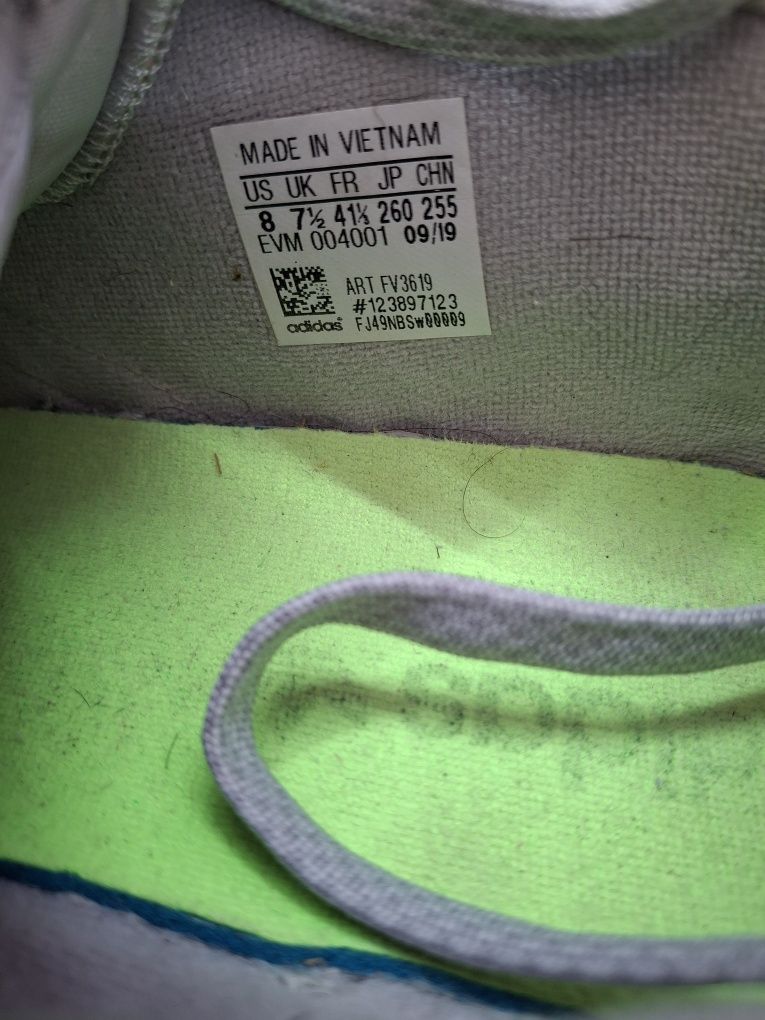 MADE IN VIETNAM
US UK FR JP CHN
8 7½ 41⅓ 260 255
EVM 004001 09/19
ART FV3619
#123897123
adidas FJ49NBSw00009